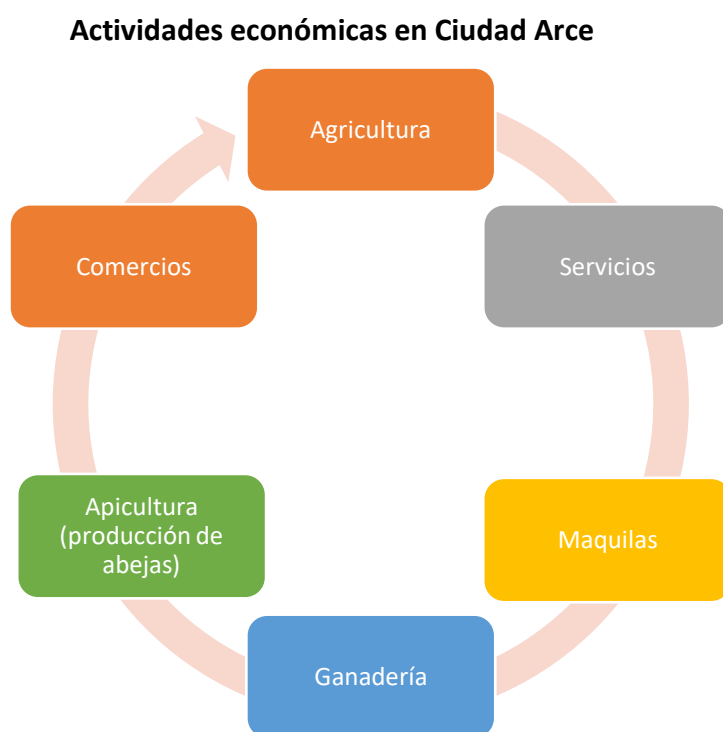 Actividades económicas en Ciudad Arce
Agricultura
Servicios
Maquilas
Ganadería
Apicultura
(producción de
abejas)
Comercios